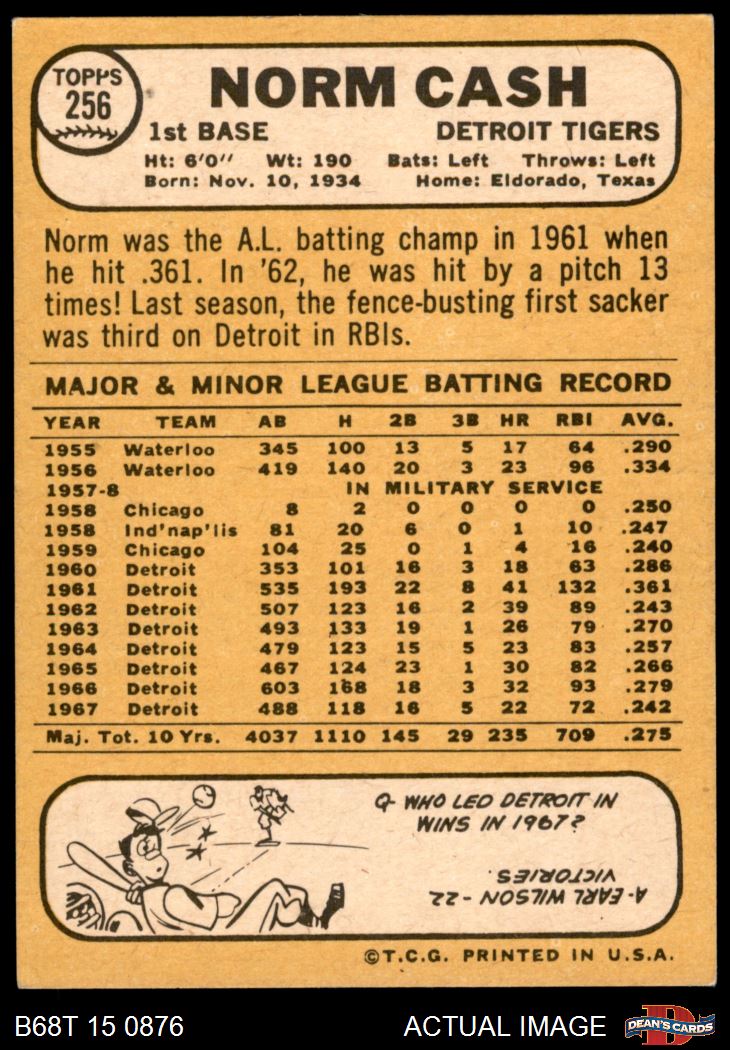 TOPPS
256
NORM CASH
1st BASE DETROIT TIGERS
Ht: 6'0" Wt: 190 Bats: Left Throws: Left
Born: Nov. 10, 1934 Home: Eldorado, Texas
Norm was the A.L. batting champ in 1961 when
he hit .361. In '62, he was hit by a pitch 13
times! Last season, the fence-busting first sacker
was third on Detroit in RBIs.
MAJOR & MINOR LEAGUE BATTING RECORD
YEAR TEAM AB H 2B 3B HR RBI AVG.
1955 Waterloo 345 100 13 5 17 64 .290
1956 Waterloo 419 140 20 3 23 96 .334
1957-8 IN MILITARY SERVICE
1958 Chicago 8 2 0 0 0 0 .250
1958 Ind'nap'lis 81 20 6 0 1 10 .247
1959 Chicago 104 25 0 1 4 16 .240
1960 Detroit 353 101 16 3 18 63 .286
1961 Detroit 535 193 22 8 41 132 .361
1962 Detroit 507 123 16 2 39 89 .243
1963 Detroit 493 133 19 1 26 79 .270
1964 Detroit 479 123 15 5 23 83 .257
1965 Detroit 467 124 23 1 30 82 .266
1966 Detroit 603 168 18 3 32 93 .279
1967 Detroit 488 118 16 5 22 72 .242
Maj. Tot. 10 Yrs. 4037 1110 145 29 235 709 .275
Q- WHO LED DETROIT IN
WINS IN 1967?
A- EARL WILSON - 22
VICTORIES.
©T.C.G. PRINTED IN U.S.A.
B68T 15 0876 ACTUAL IMAGE
D
DEAN'S CARDS